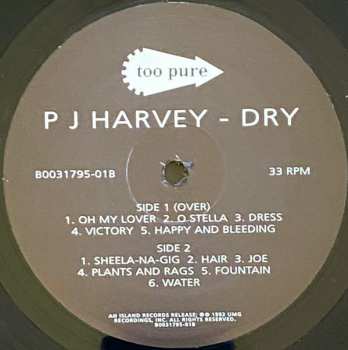 too pure
P J HARVEY - DRY
B0031795-01B 33 RPM
SIDE 1 (OVER)
1. OH MY LOVER 2. O STELLA 3. DRESS
4. VICTORY 5. HAPPY AND BLEEDING
SIDE 2
1. SHEELA-NA-GIG 2. HAIR 3. JOE
4. PLANTS AND RAGS 5. FOUNTAIN
6. WATER
AN ISLAND RECORDS RELEASE; ℗© 1992 UMG
RECORDINGS, INC. ALL RIGHTS RESERVED.
B0031795-01B